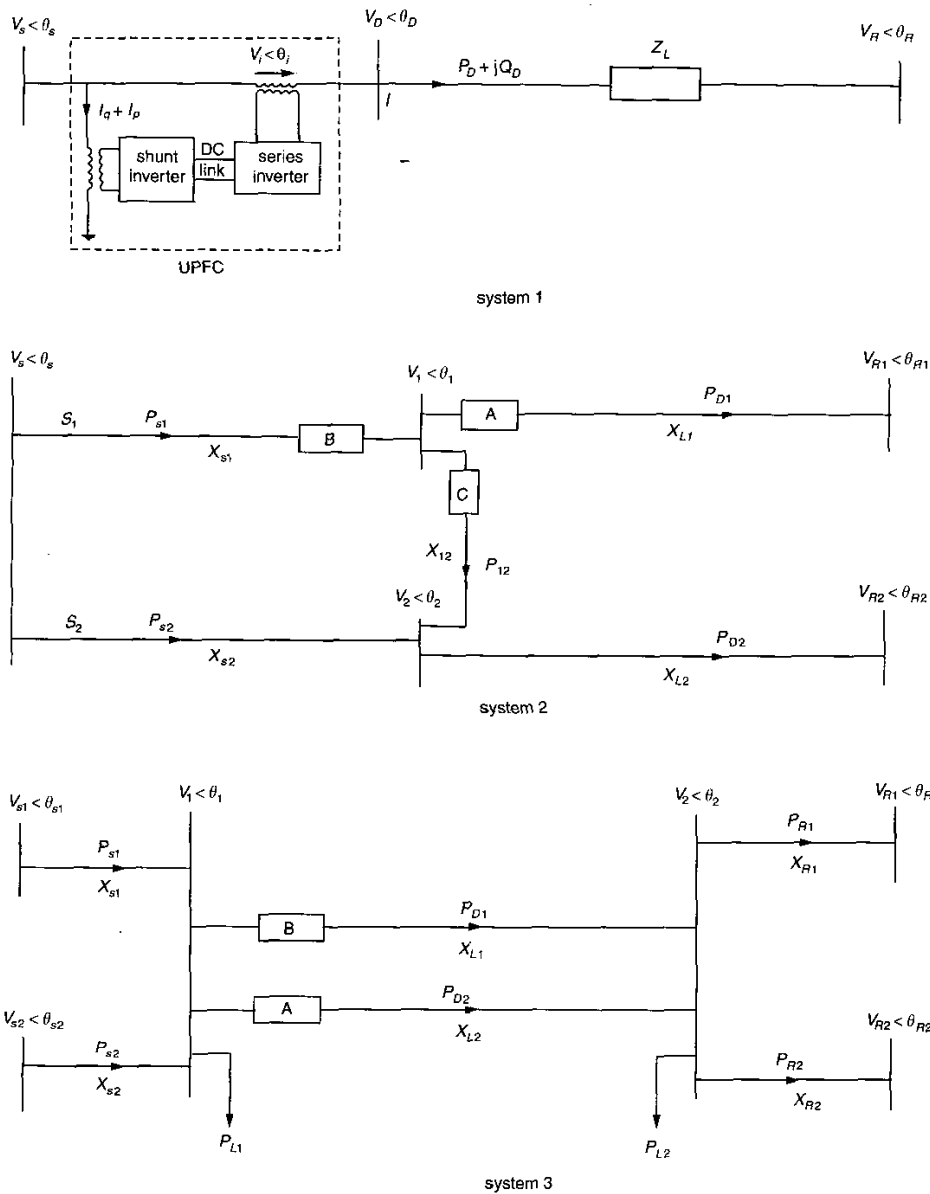 V_s < θ_s
V_D < θ_D
V_R < θ_R
V_i < θ_i
Z_L
P_D + jQ_D
I
I_q + I_p
shunt inverter
DC link
series inverter
UPFC
system 1
V_s < θ_s
V_1 < θ_1
V_R1 < θ_R1
A
P_D1
S_1
P_s1
B
X_L1
X_s1
C
X_12
P_12
V_2 < θ_2
V_R2 < θ_R2
S_2
P_s2
P_D2
X_s2
X_L2
system 2
V_s1 < θ_s1
V_1 < θ_1
V_2 < θ_2
V_R1 < θ_R
P_s1
P_R1
X_s1
X_R1
B
P_D1
X_L1
A
P_D2
X_L2
V_s2 < θ_s2
V_R2 < θ_R2
P_s2
P_R2
X_s2
X_R2
P_L1
P_L2
system 3